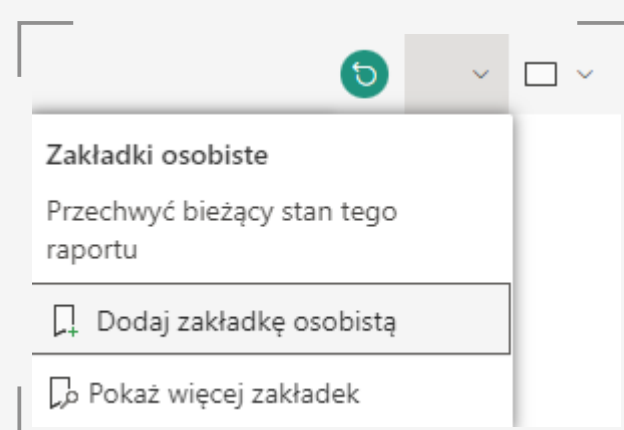 Zakładki osobiste
Przechwyć bieżący stan tego
raportu
Dodaj zakładkę osobistą
Pokaż więcej zakładek